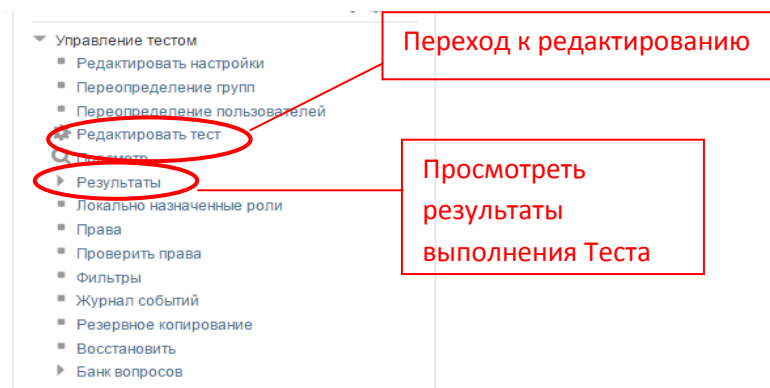 Управление тестом
Переход к редактированию
Редактировать настройки
Переопределение групп
Переопределение пользователей
Редактировать тест
Просмотр
Результаты
Просмотреть
результаты
выполнения Теста
Локально назначенные роли
Права
Проверить права
Фильтры
Журнал событий
Резервное копирование
Восстановить
Банк вопросов